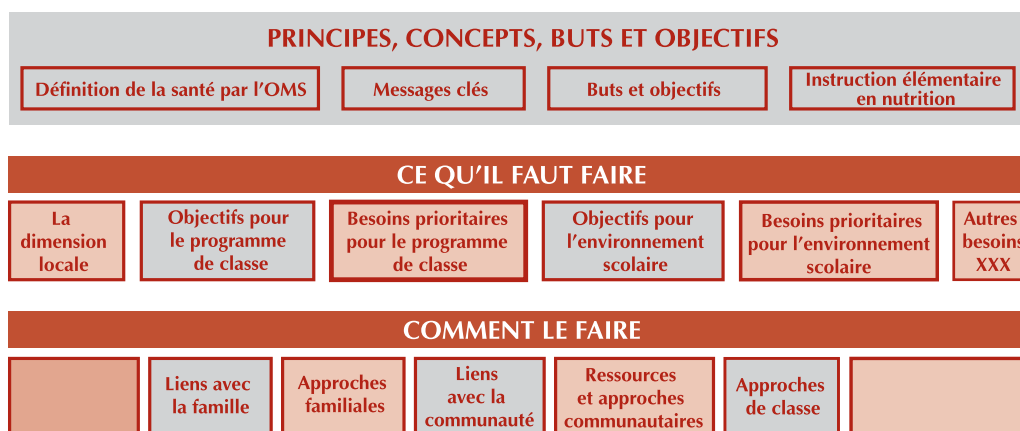 PRINCIPES, CONCEPTS, BUTS ET OBJECTIFS
Définition de la santé par l'OMS
Messages clés
Buts et objectifs
Instruction élémentaire
en nutrition
CE QU'IL FAUT FAIRE
La
dimension
locale
Objectifs pour
le programme
de classe
Besoins prioritaires
pour le programme
de classe
Objectifs pour
l'environnement
scolaire
Besoins prioritaires
pour l'environnement
scolaire
Autres
besoins
XXX
COMMENT LE FAIRE
Liens avec
la famille
Approches
familiales
Liens
avec la
communauté
Ressources
et approches
communautaires
Approches
de classe